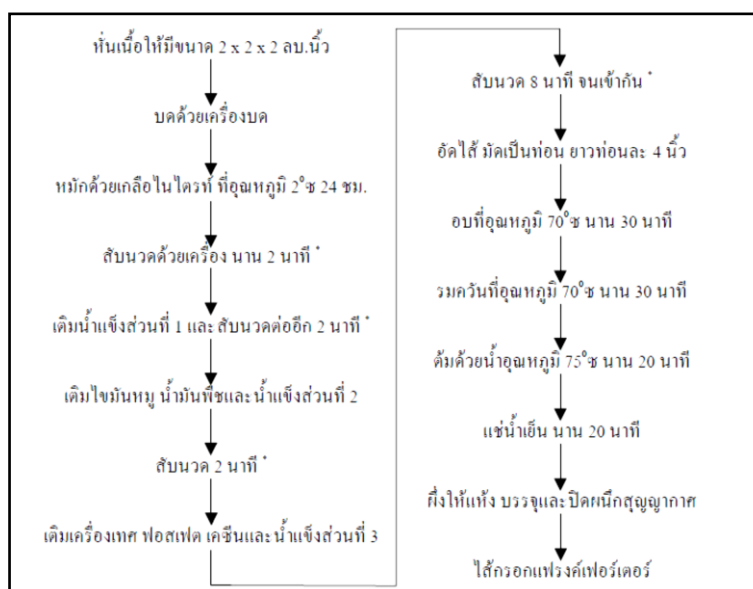 หั่นเนื้อให้มีขนาด 2 x 2 x 2 ลบ.นิ้ว
บดด้วยเครื่องบด
หมักด้วยเกลือไนไตรท์ ที่อุณหภูมิ 2⁰ซ 24 ชม.
สับนวดด้วยเครื่อง นาน 2 นาที *
เติมน้ำแข็งส่วนที่ 1 และ สับนวดต่ออีก 2 นาที *
เติมไขมันหมู น้ำมันพืชและ น้ำแข็งส่วนที่ 2
สับนวด 2 นาที *
เติมเครื่องเทศ ฟอสเฟต เคซีนและ น้ำแข็งส่วนที่ 3
สับนวด 8 นาที จนเข้ากัน *
อัดไส้ มัดเป็นท่อน ยาวท่อนละ 4 นิ้ว
อบที่อุณหภูมิ 70⁰ซ นาน 30 นาที
รมควันที่อุณหภูมิ 70⁰ซ นาน 30 นาที
ต้มด้วยน้ำอุณหภูมิ 75⁰ซ นาน 20 นาที
แช่น้ำเย็น นาน 20 นาที
ผึ่งให้แห้ง บรรจุและ ปิดผนึกสุญญากาศ
ไส้กรอกแฟรงค์เฟอร์เตอร์